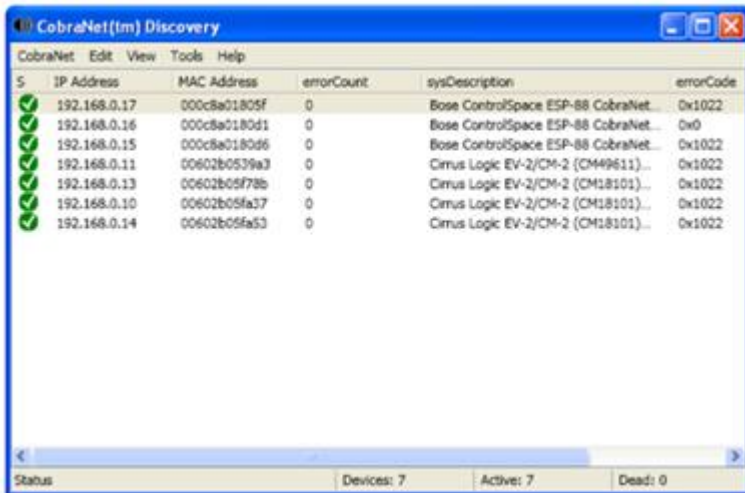 CobraNet(tm) Discovery
CobraNet Edit View Tools Help
S IP Address MAC Address errorCount sysDescription errorCode
192.168.0.17 000c8a01805f 0 Bose ControlSpace ESP-88 CobraNet... 0x1022
192.168.0.16 000c8a0180d1 0 Bose ControlSpace ESP-88 CobraNet... 0x0
192.168.0.15 000c8a0180d6 0 Bose ControlSpace ESP-88 CobraNet... 0x1022
192.168.0.11 00602b0539a3 0 Cirrus Logic EV-2/CM-2 (CM49611)... 0x1022
192.168.0.13 00602b05f78b 0 Cirrus Logic EV-2/CM-2 (CM18101)... 0x1022
192.168.0.10 00602b05fa37 0 Cirrus Logic EV-2/CM-2 (CM18101)... 0x1022
192.168.0.14 00602b05fa53 0 Cirrus Logic EV-2/CM-2 (CM18101)... 0x1022
Status Devices: 7 Active: 7 Dead: 0